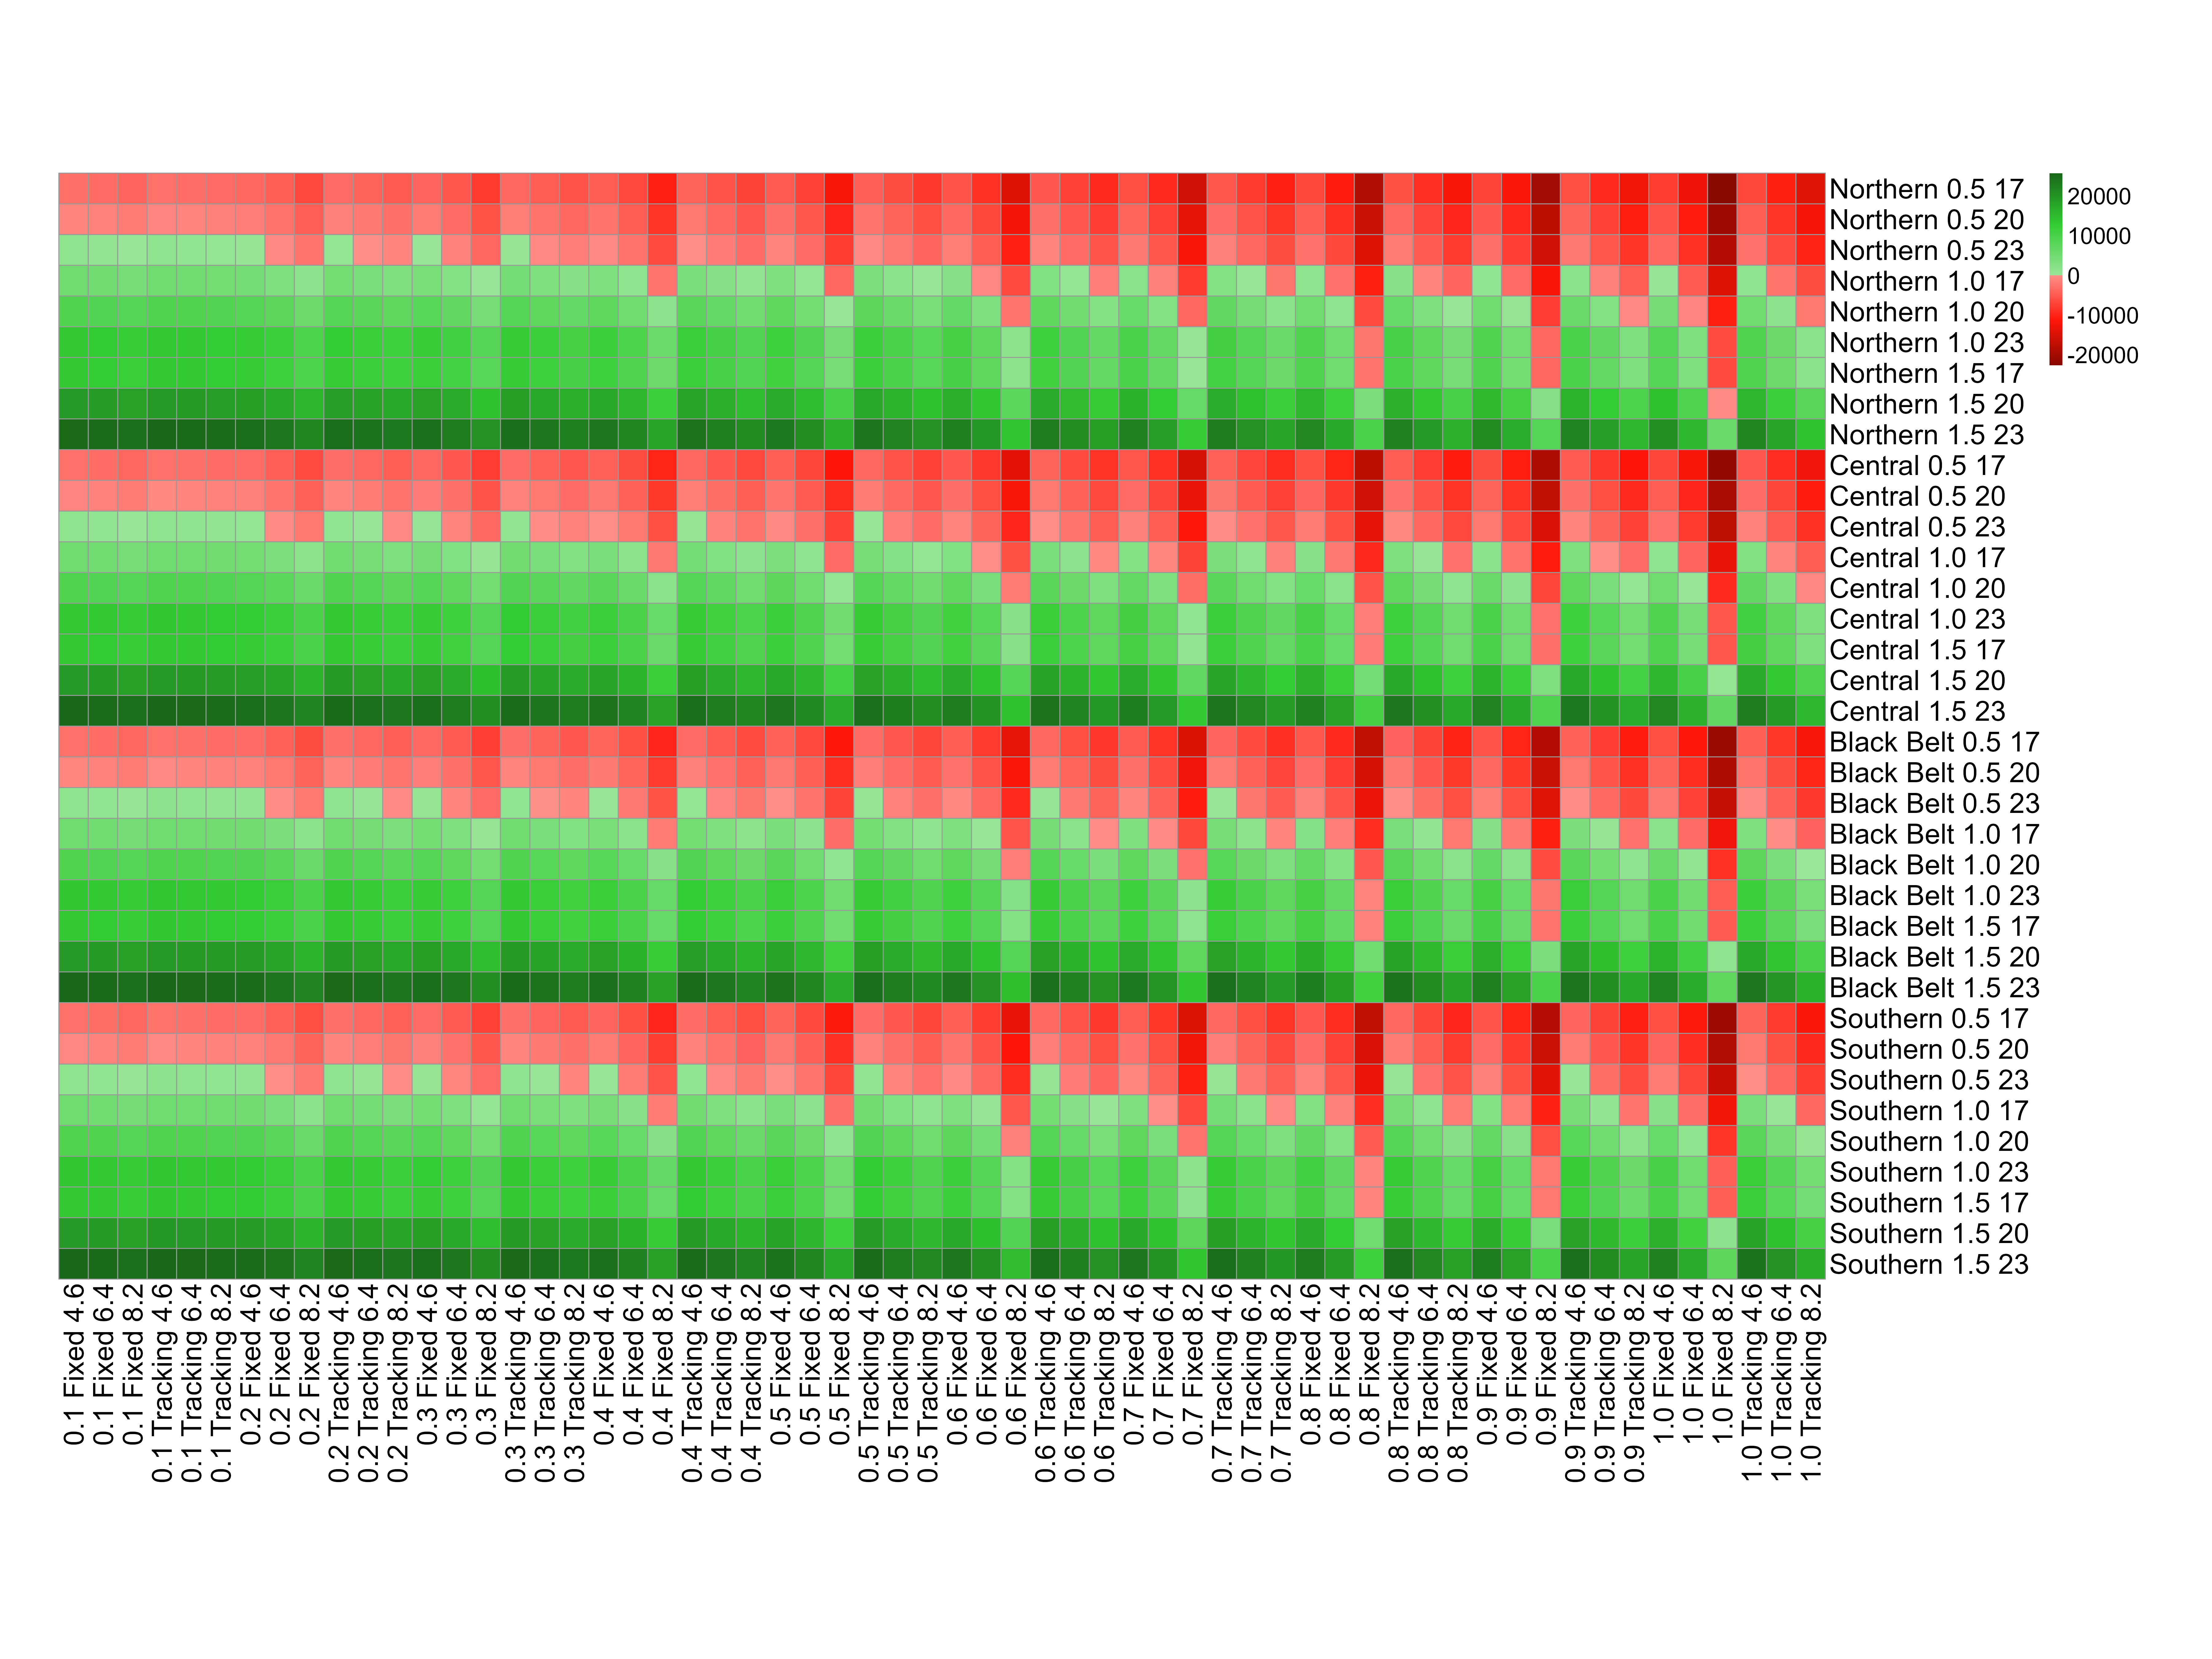 Northern 0.5 17
Northern 0.5 20
Northern 0.5 23
Northern 1.0 17
Northern 1.0 20
Northern 1.0 23
Northern 1.5 17
Northern 1.5 20
Northern 1.5 23
Central 0.5 17
Central 0.5 20
Central 0.5 23
Central 1.0 17
Central 1.0 20
Central 1.0 23
Central 1.5 17
Central 1.5 20
Central 1.5 23
Black Belt 0.5 17
Black Belt 0.5 20
Black Belt 0.5 23
Black Belt 1.0 17
Black Belt 1.0 20
Black Belt 1.0 23
Black Belt 1.5 17
Black Belt 1.5 20
Black Belt 1.5 23
Southern 0.5 17
Southern 0.5 20
Southern 0.5 23
Southern 1.0 17
Southern 1.0 20
Southern 1.0 23
Southern 1.5 17
Southern 1.5 20
Southern 1.5 23
20000
10000
0
-10000
-20000
0.1 Fixed 4.6
0.1 Fixed 6.4
0.1 Fixed 8.2
0.1 Tracking 4.6
0.1 Tracking 6.4
0.1 Tracking 8.2
0.2 Fixed 4.6
0.2 Fixed 6.4
0.2 Fixed 8.2
0.2 Tracking 4.6
0.2 Tracking 6.4
0.2 Tracking 8.2
0.3 Fixed 4.6
0.3 Fixed 6.4
0.3 Fixed 8.2
0.3 Tracking 4.6
0.3 Tracking 6.4
0.3 Tracking 8.2
0.4 Fixed 4.6
0.4 Fixed 6.4
0.4 Fixed 8.2
0.4 Tracking 4.6
0.4 Tracking 6.4
0.4 Tracking 8.2
0.5 Fixed 4.6
0.5 Fixed 6.4
0.5 Fixed 8.2
0.5 Tracking 4.6
0.5 Tracking 6.4
0.5 Tracking 8.2
0.6 Fixed 4.6
0.6 Fixed 6.4
0.6 Fixed 8.2
0.6 Tracking 4.6
0.6 Tracking 6.4
0.6 Tracking 8.2
0.7 Fixed 4.6
0.7 Fixed 6.4
0.7 Fixed 8.2
0.7 Tracking 4.6
0.7 Tracking 6.4
0.7 Tracking 8.2
0.8 Fixed 4.6
0.8 Fixed 6.4
0.8 Fixed 8.2
0.8 Tracking 4.6
0.8 Tracking 6.4
0.8 Tracking 8.2
0.9 Fixed 4.6
0.9 Fixed 6.4
0.9 Fixed 8.2
0.9 Tracking 4.6
0.9 Tracking 6.4
0.9 Tracking 8.2
1.0 Fixed 4.6
1.0 Fixed 6.4
1.0 Fixed 8.2
1.0 Tracking 4.6
1.0 Tracking 6.4
1.0 Tracking 8.2